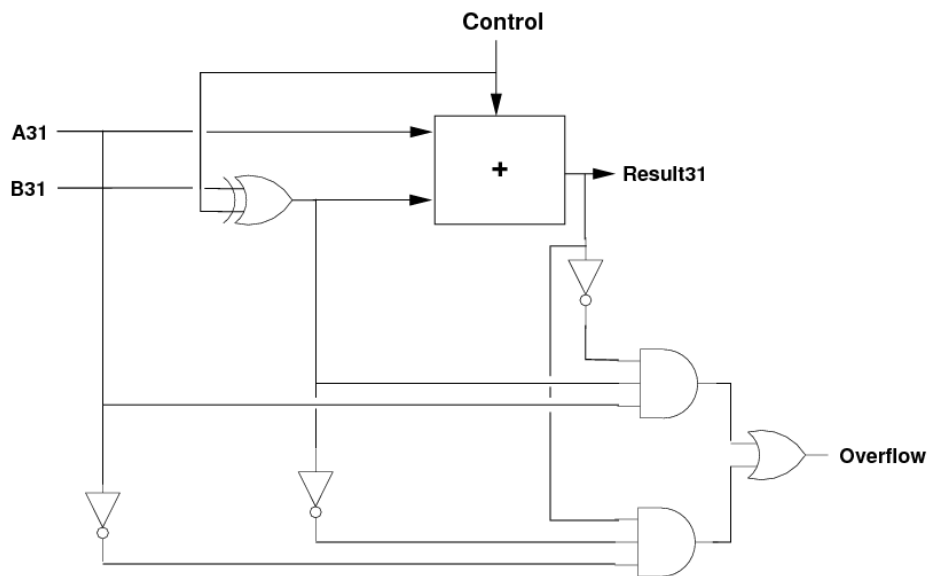 Control
A31
B31
+
Result31
Overflow